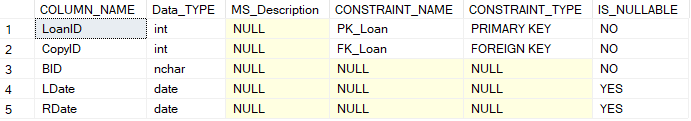 COLUMN_NAME Data_TYPE MS_Description CONSTRAINT_NAME CONSTRAINT_TYPE IS_NULLABLE
1 LoanID int NULL PK_Loan PRIMARY KEY NO
2 CopyID int NULL FK_Loan FOREIGN KEY NO
3 BID nchar NULL NULL NULL NO
4 LDate date NULL NULL NULL YES
5 RDate date NULL NULL NULL YES